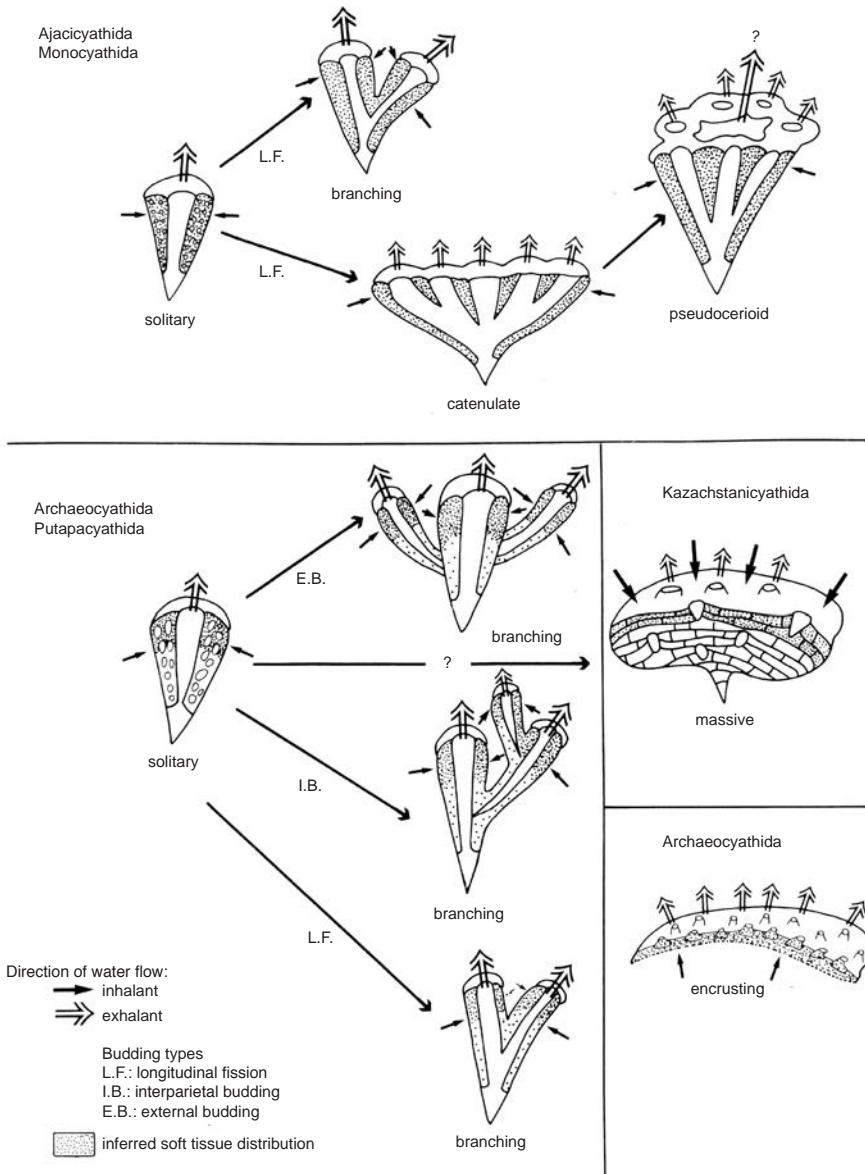 Ajacicyathida
Monocyathida
?
L.F.
branching
solitary
L.F.
pseudocerioid
catenulate
Archaeocyathida
Putapacyathida
Kazachstanicyathida
E.B.
branching
?
massive
solitary
I.B.
branching
Archaeocyathida
L.F.
encrusting
Direction of water flow:
inhalant
exhalant
Budding types
L.F.: longitudinal fission
I.B.: interparietal budding
E.B.: external budding
inferred soft tissue distribution
branching